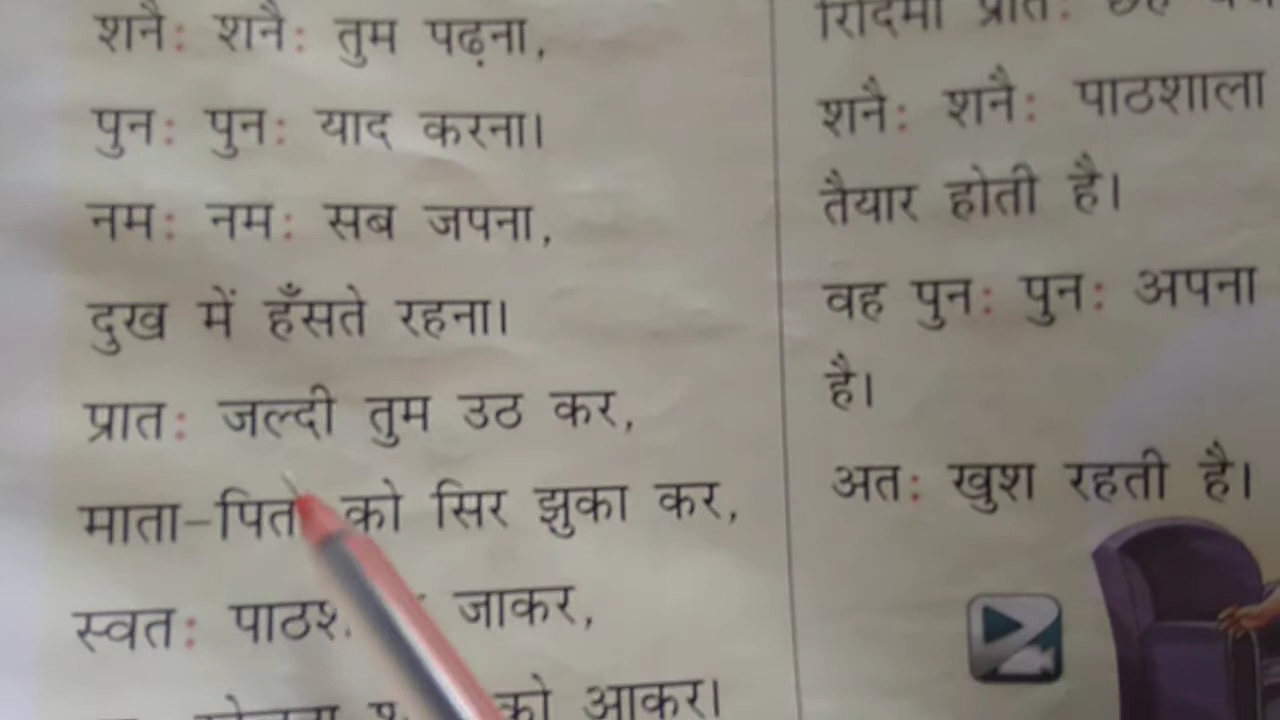 शनैः शनैः तुम पढ़ना,
पुनः पुनः याद करना।
नमः नमः सब जपना,
दुख में हँसते रहना।
प्रातः जल्दी तुम उठ कर,
माता-पिता को सिर झुका कर,
स्वतः जाकर,
को आकर।
प्रातः
शनैः शनैः पाठशाला
तैयार होती है।
वह पुनः पुनः अपना
है।
अतः खुश रहती है।